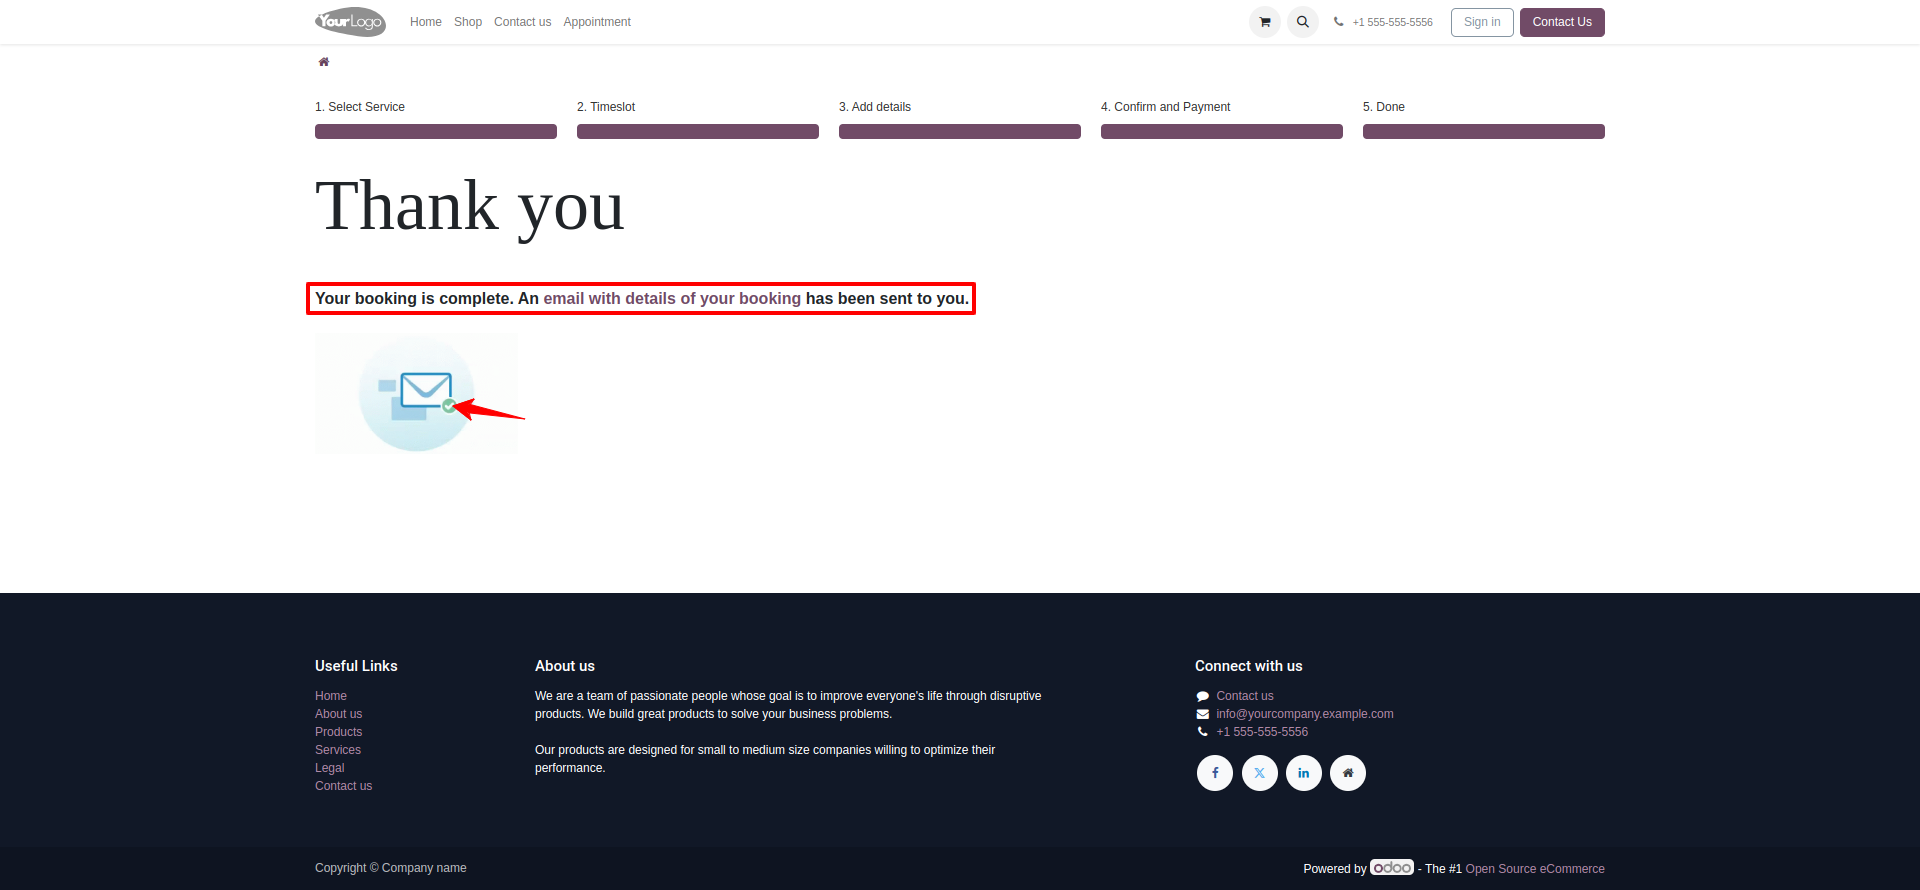 YourLogo
Home Shop Contact us Appointment
+1 555-555-5556
Sign in
Contact Us
1. Select Service
2. Timeslot
3. Add details
4. Confirm and Payment
5. Done
Thank you
Your booking is complete. An email with details of your booking has been sent to you.
Useful Links
Home
About us
Products
Services
Legal
Contact us
About us
We are a team of passionate people whose goal is to improve everyone's life through disruptive
products. We build great products to solve your business problems.
Our products are designed for small to medium size companies willing to optimize their
performance.
Connect with us
Contact us
info@yourcompany.example.com
+1 555-555-5556
Copyright © Company name
Powered by odoo - The #1 Open Source eCommerce